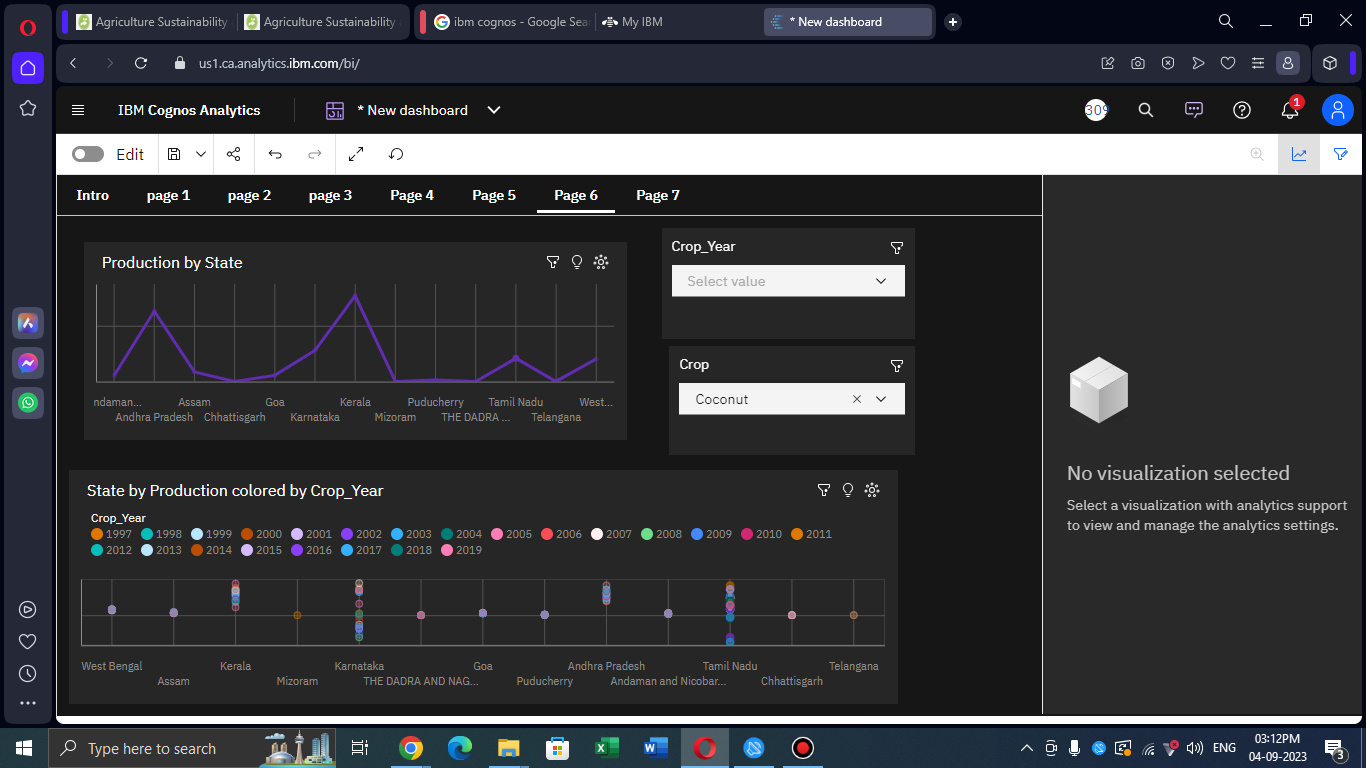 Agriculture Sustainability
Agriculture Sustainability
ibm cognos - Google Sea
My IBM
* New dashboard
us1.ca.analytics.ibm.com/bi/
IBM Cognos Analytics
* New dashboard
309
1
Edit
Intro page 1 page 2 page 3 Page 4 Page 5 Page 6 Page 7
Production by State
ndaman... Assam Goa Kerala Puducherry Tamil Nadu West...
Andhra Pradesh Chhattisgarh Karnataka Mizoram THE DADRA ... Telangana
Crop_Year
Select value
Crop
Coconut
State by Production colored by Crop_Year
Crop_Year
1997 1998 1999 2000 2001 2002 2003 2004 2005 2006 2007 2008 2009 2010 2011
2012 2013 2014 2015 2016 2017 2018 2019
West Bengal Kerala Karnataka Goa Andhra Pradesh Tamil Nadu Telangana
Assam Mizoram THE DADRA AND NAG... Puducherry Andaman and Nicobar... Chhattisgarh
No visualization selected
Select a visualization with analytics support
to view and manage the analytics settings.
Type here to search
ENG
03:12PM
04-09-2023
3